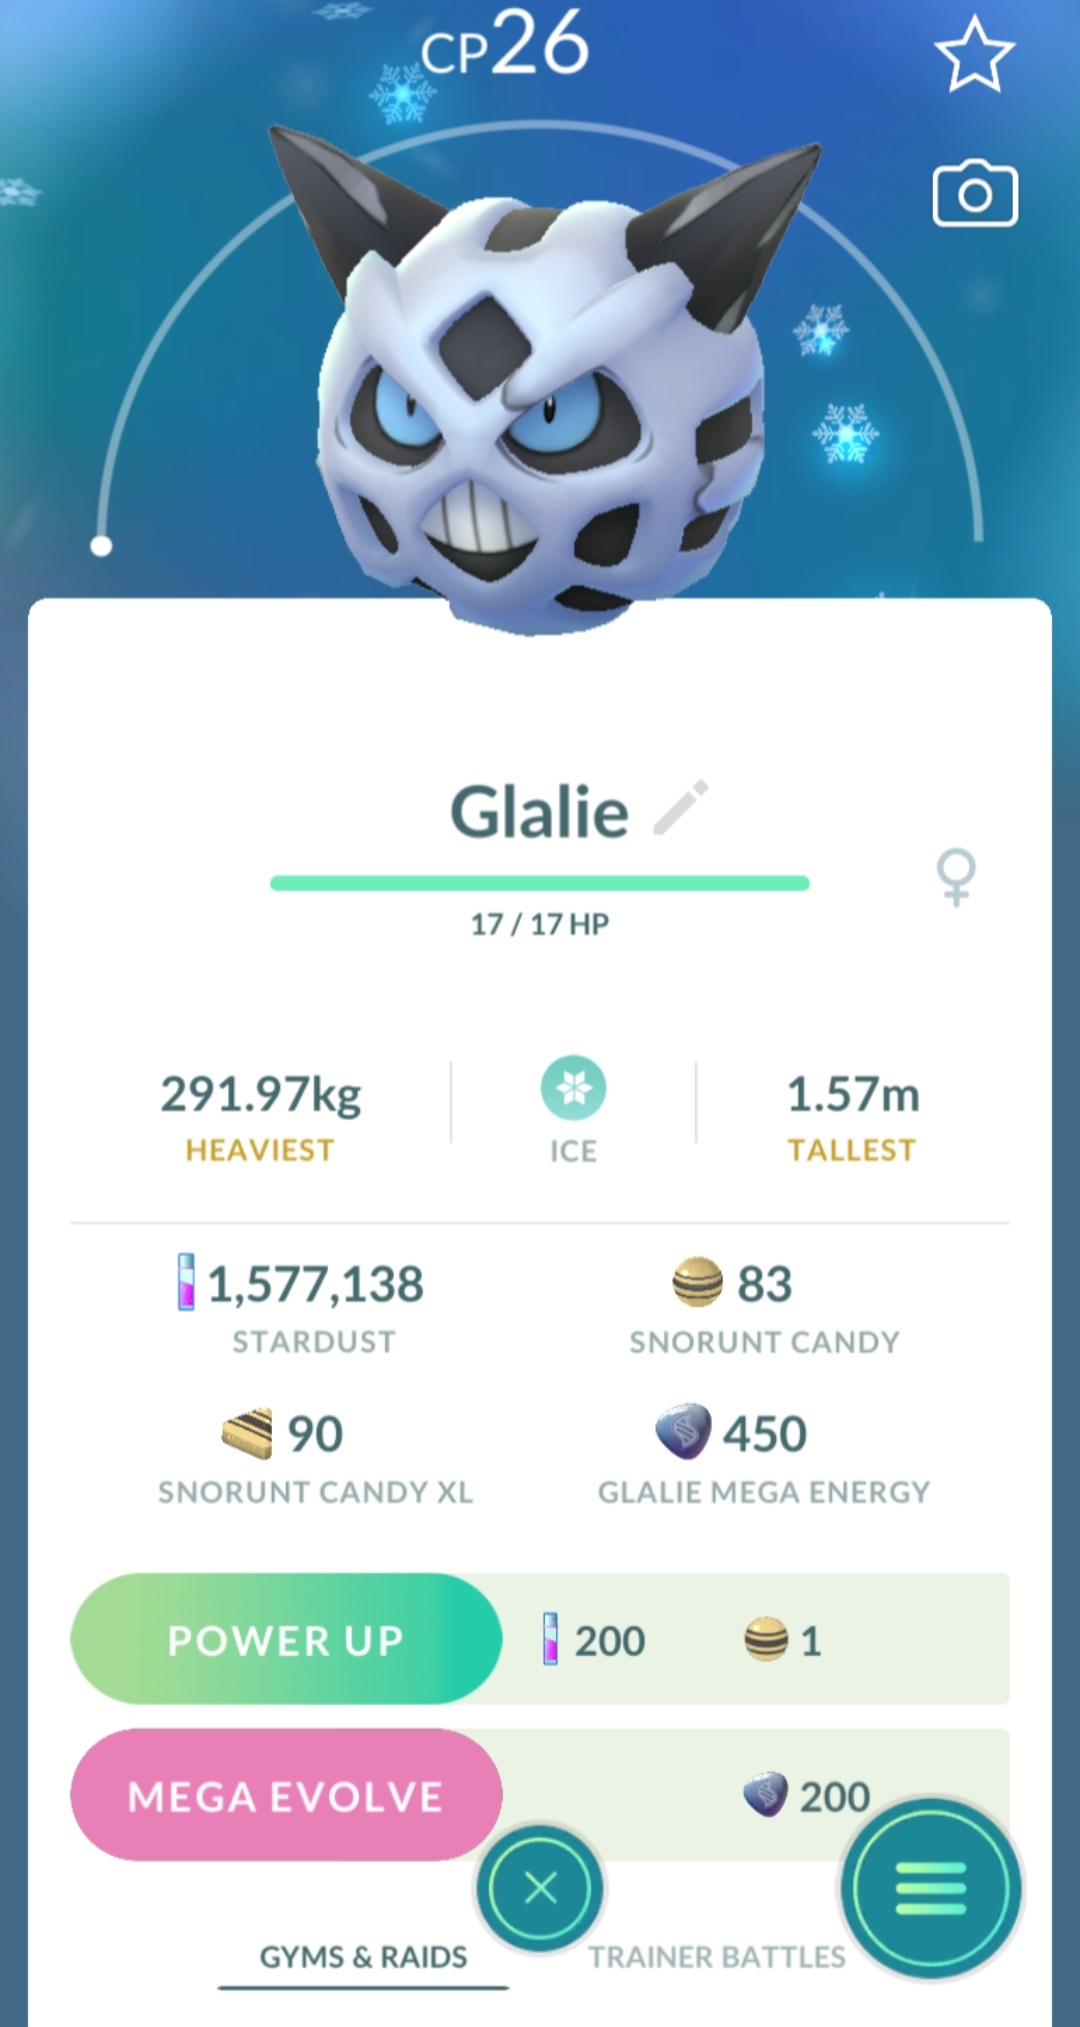 CP26
Glalie
17 / 17 HP
291.97kg
HEAVIEST
ICE
1.57m
TALLEST
1,577,138
STARDUST
83
SNORUNT CANDY
90
SNORUNT CANDY XL
450
GLALIE MEGA ENERGY
POWER UP 200 1
MEGA EVOLVE 200
GYMS & RAIDS TRAINER BATTLES